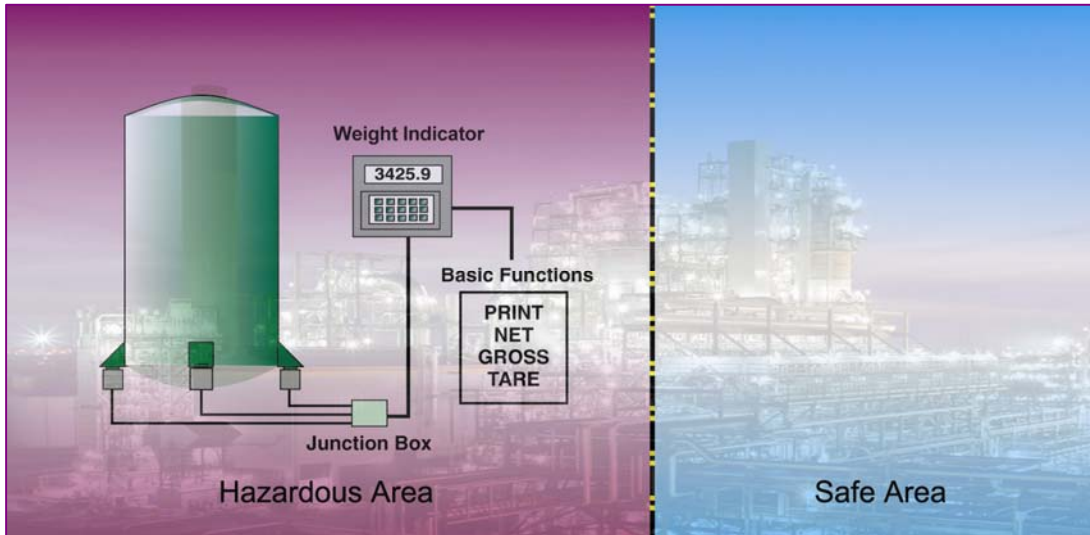 Weight Indicator
3425.9
Basic Functions
PRINT
NET
GROSS
TARE
Junction Box
Hazardous Area
Safe Area